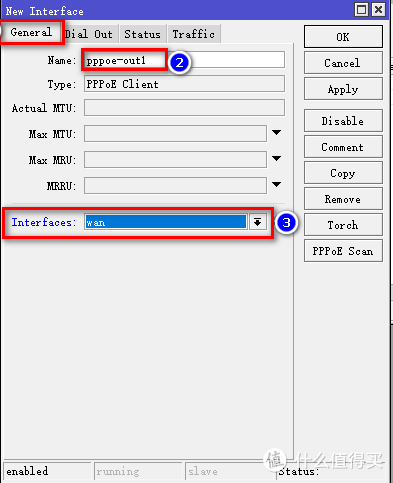 New Interface
General Dial Out Status Traffic
OK
Name: pppoe-out1 2
Cancel
Type: PPPoE Client
Apply
Actual MTU:
Max MTU:
Disable
Max MRU:
Comment
MRRU:
Copy
Remove
Interfaces: wan 3
Torch
PPPoE Scan
值 什么值得买
enabled running slave Status: